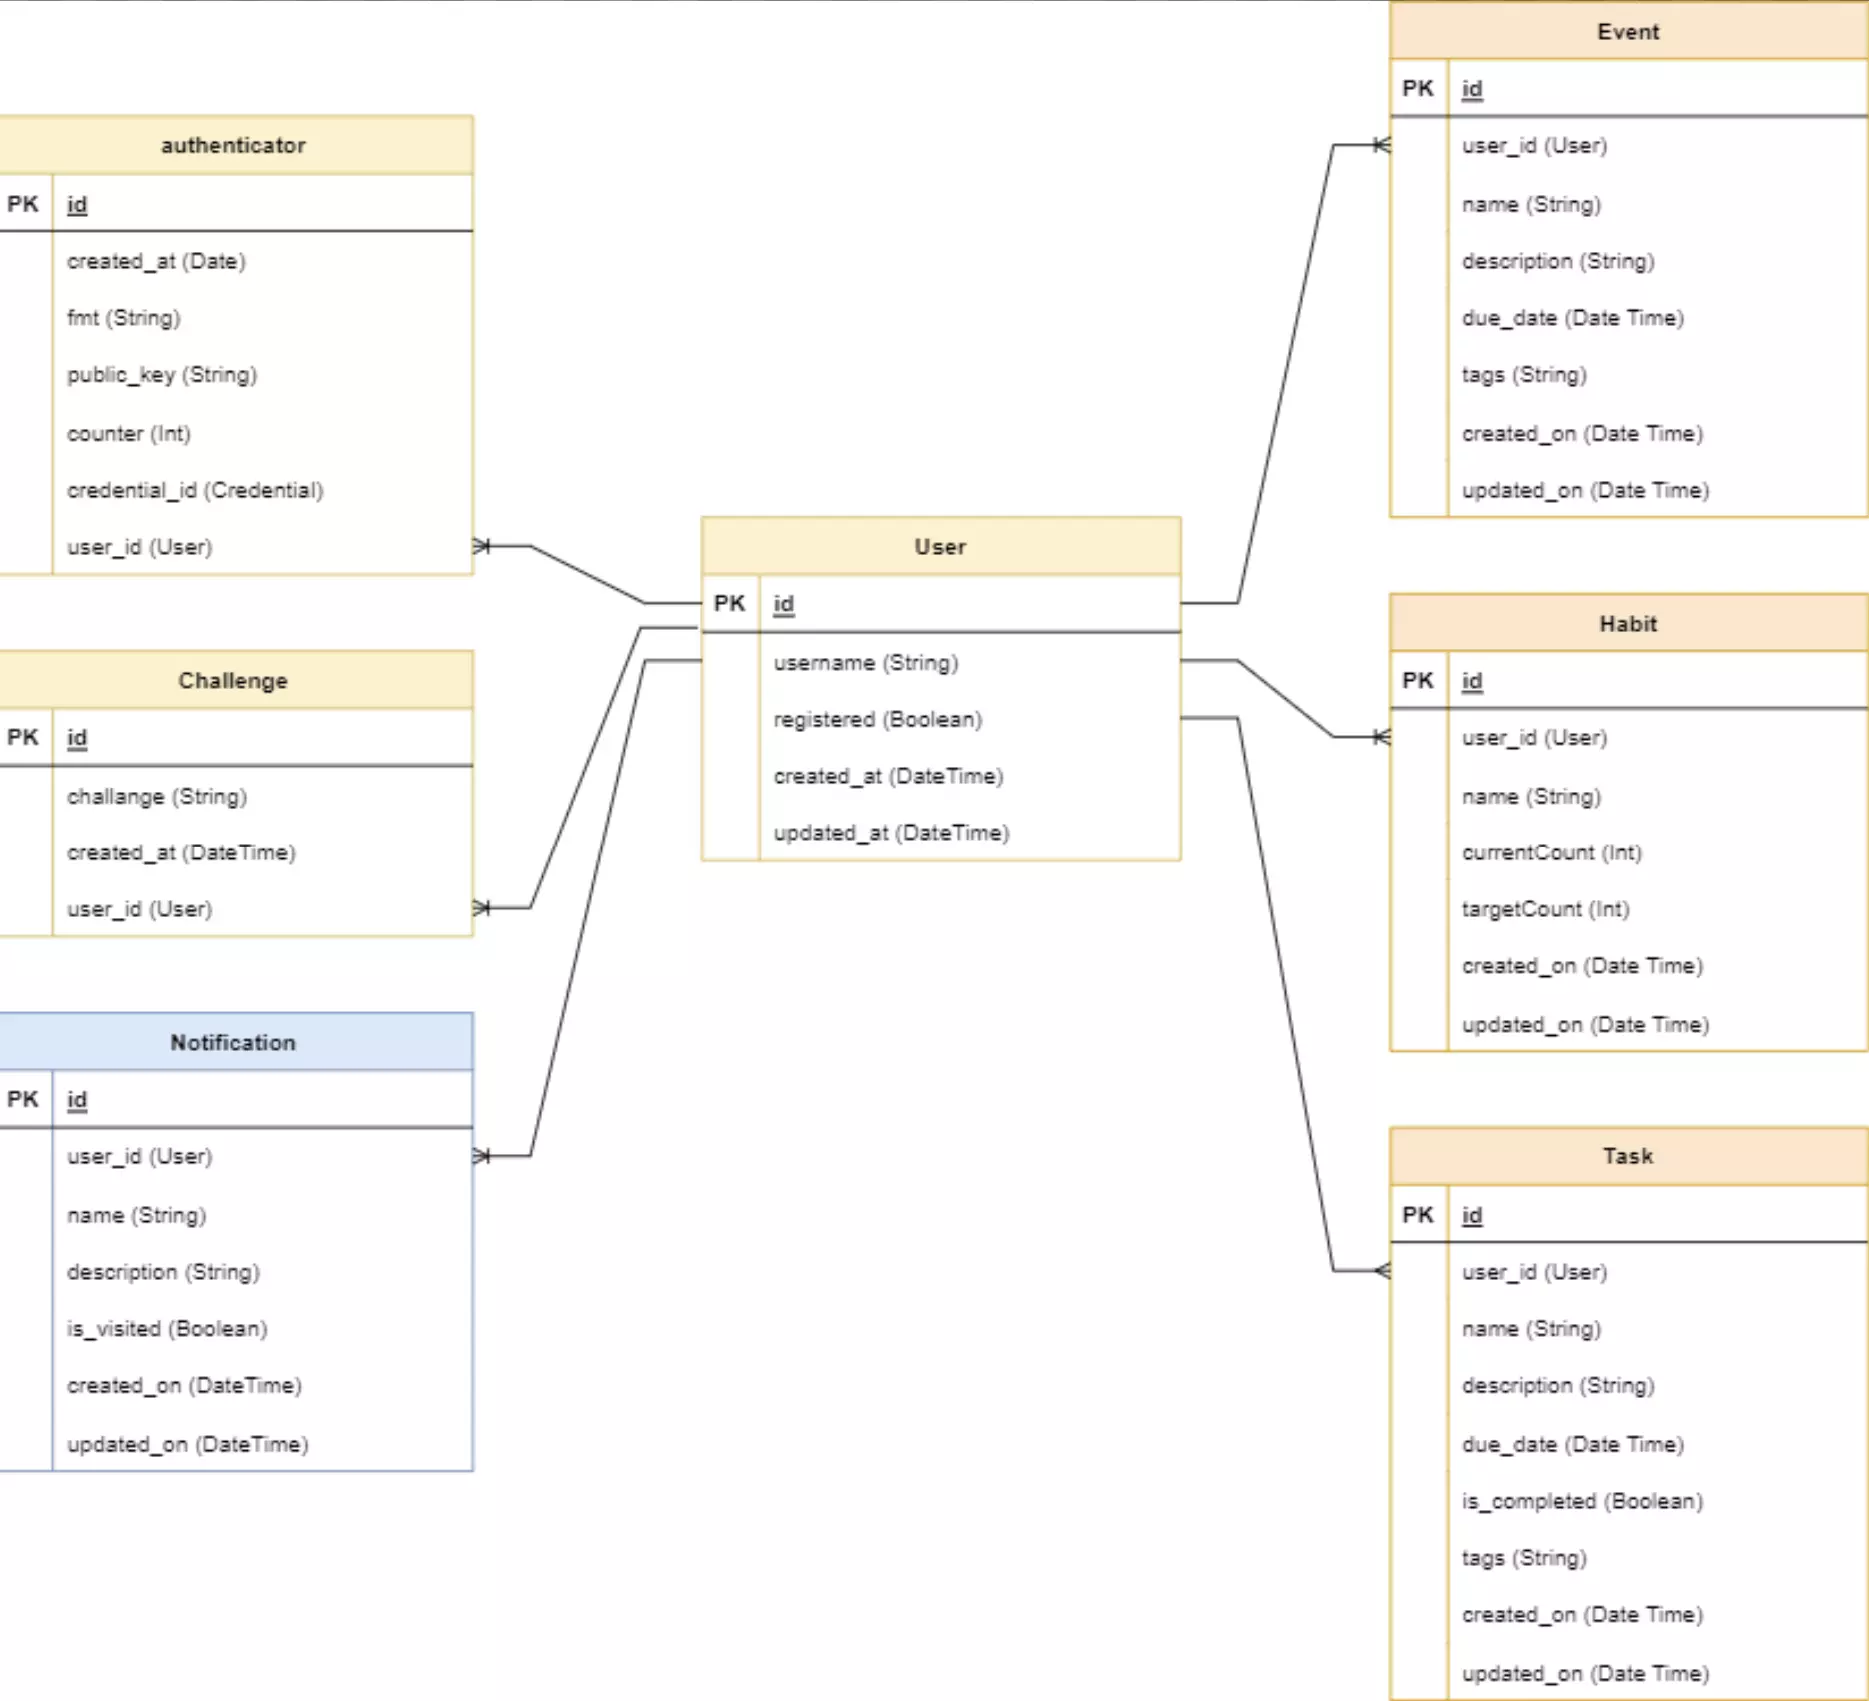 authenticator
PK id
created_at (Date)
fmt (String)
public_key (String)
counter (Int)
credential_id (Credential)
user_id (User)
Challenge
PK id
challange (String)
created_at (DateTime)
user_id (User)
Notification
PK id
user_id (User)
name (String)
description (String)
is_visited (Boolean)
created_on (DateTime)
updated_on (DateTime)
User
PK id
username (String)
registered (Boolean)
created_at (DateTime)
updated_at (DateTime)
Event
PK id
user_id (User)
name (String)
description (String)
due_date (Date Time)
tags (String)
created_on (Date Time)
updated_on (Date Time)
Habit
PK id
user_id (User)
name (String)
currentCount (Int)
targetCount (Int)
created_on (Date Time)
updated_on (Date Time)
Task
PK id
user_id (User)
name (String)
description (String)
due_date (Date Time)
is_completed (Boolean)
tags (String)
created_on (Date Time)
updated_on (Date Time)